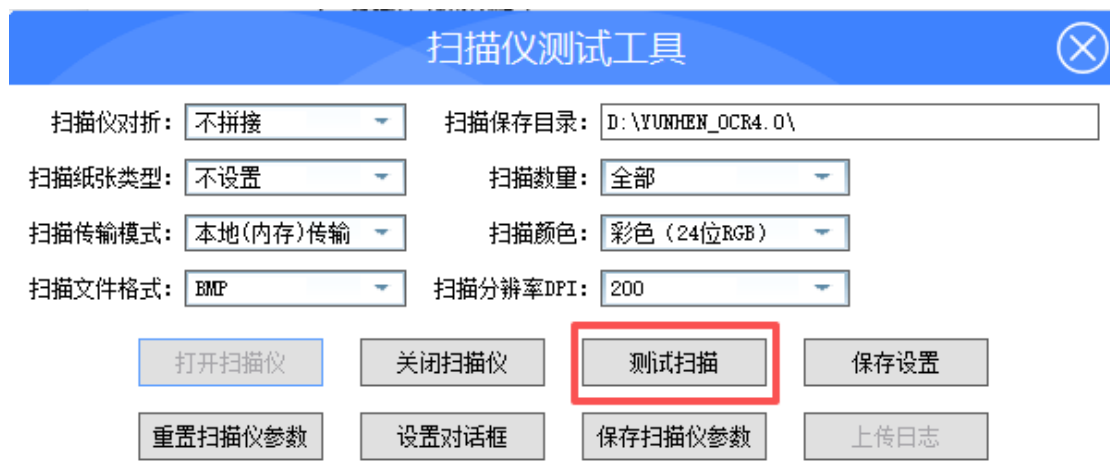 扫描仪测试工具
扫描仪对折： 不拼接 扫描保存目录： D:\YUNHEN_OCR4.0\
扫描纸张类型： 不设置 扫描数量： 全部
扫描传输模式： 本地(内存)传输 扫描颜色： 彩色（24位RGB）
扫描文件格式： BMP 扫描分辨率DPI： 200
打开扫描仪 关闭扫描仪 测试扫描 保存设置
重置扫描仪参数 设置对话框 保存扫描仪参数 上传日志